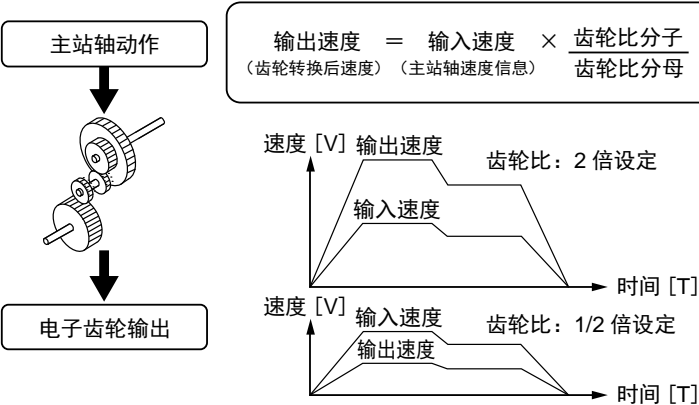 主站轴动作
电子齿轮输出
输出速度 = 输入速度 × 齿轮比分子
（齿轮转换后速度）（主站轴速度信息） 齿轮比分母
速度 [V] 输出速度
齿轮比：2 倍设定
输入速度
时间 [T]
速度 [V] 输入速度
齿轮比：1/2 倍设定
输出速度
时间 [T]